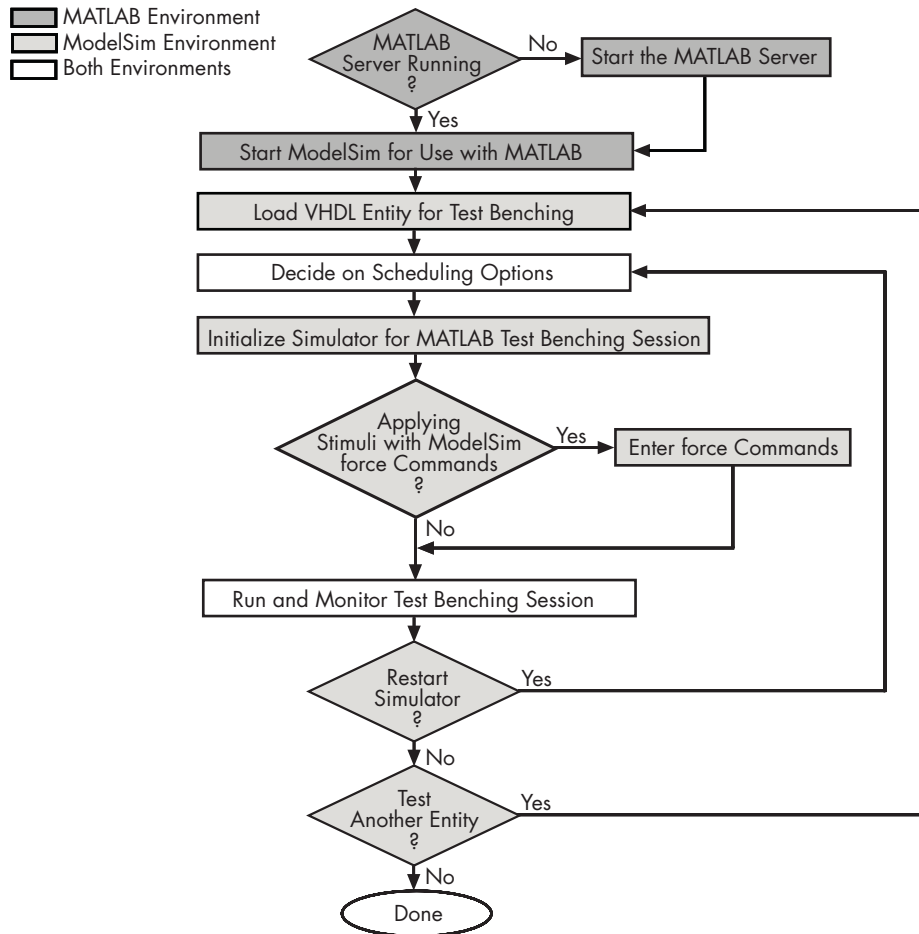 MATLAB Environment
ModelSim Environment
Both Environments
MATLAB
Server Running
?
No
Start the MATLAB Server
Yes
Start ModelSim for Use with MATLAB
Load VHDL Entity for Test Benching
Decide on Scheduling Options
Initialize Simulator for MATLAB Test Benching Session
Applying
Stimuli with ModelSim
force Commands
?
Yes
Enter force Commands
No
Run and Monitor Test Benching Session
Restart
Simulator
?
Yes
No
Test
Another Entity
?
Yes
No
Done